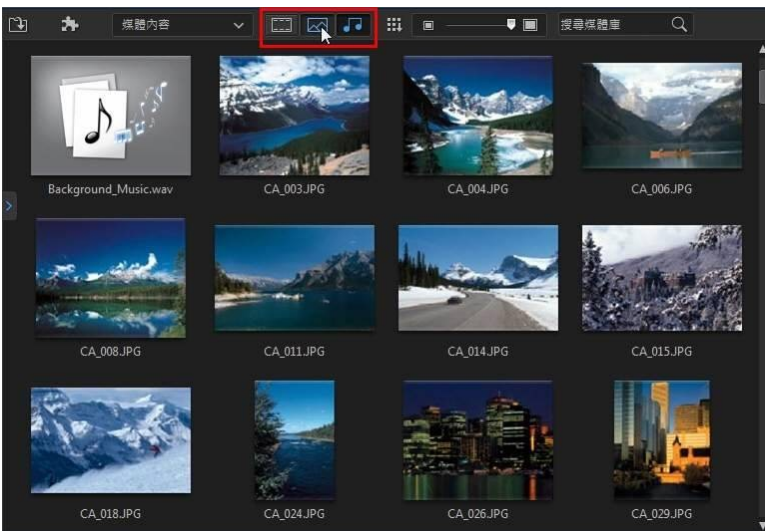 媒體內容
搜尋媒體庫
Background_Music.wav
CA_003.JPG
CA_004.JPG
CA_006.JPG
CA_008.JPG
CA_011.JPG
CA_014.JPG
CA_015.JPG
CA_018.JPG
CA_024.JPG
CA_026.JPG
CA_029.JPG